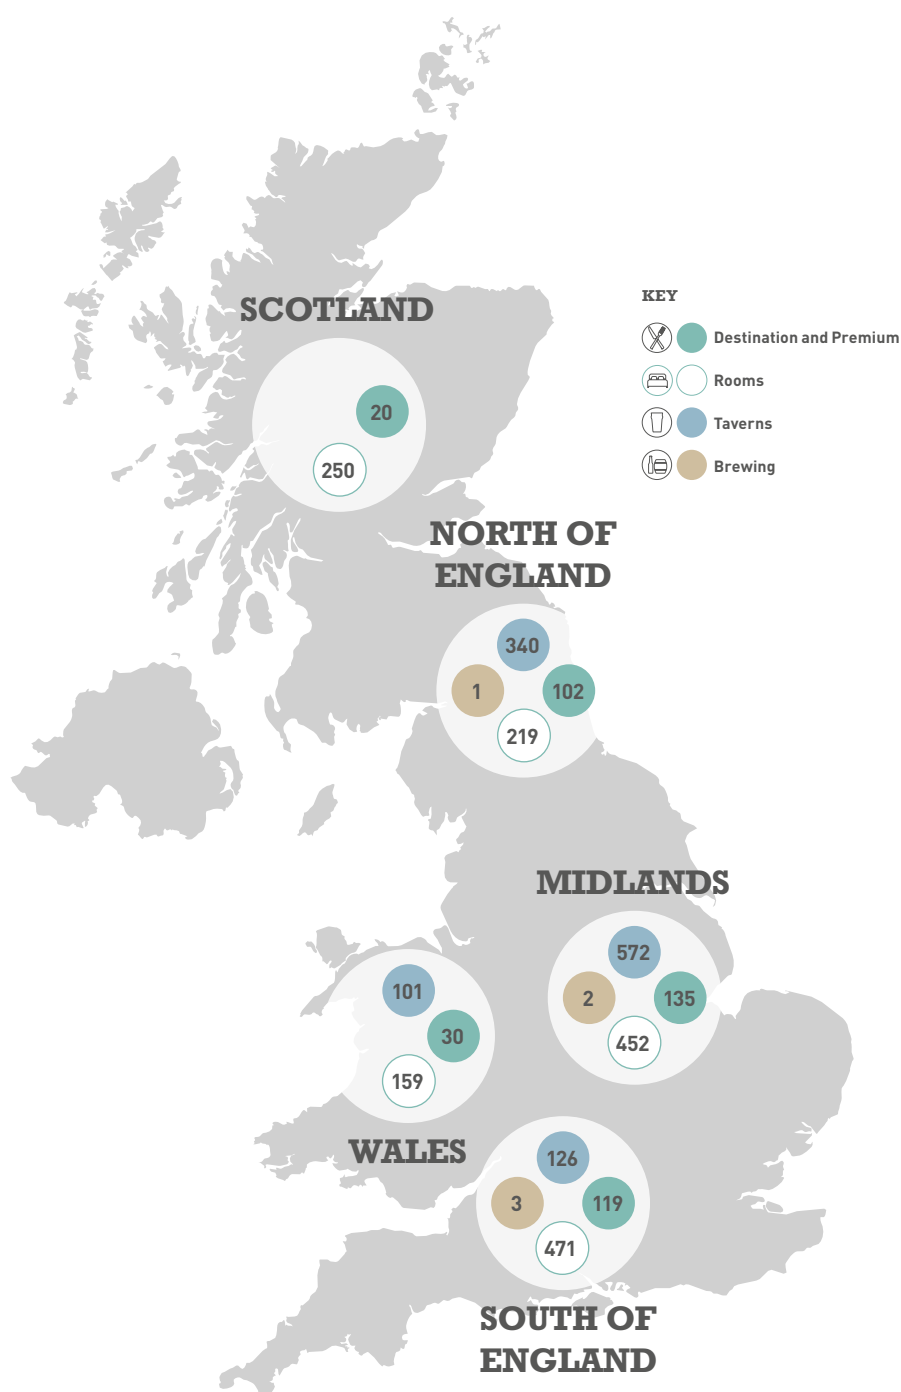 SCOTLAND
20
250
KEY
Destination and Premium
Rooms
Taverns
Brewing
NORTH OF
ENGLAND
340
1
102
219
MIDLANDS
572
2
135
452
101
30
159
WALES
126
3
119
471
SOUTH OF
ENGLAND